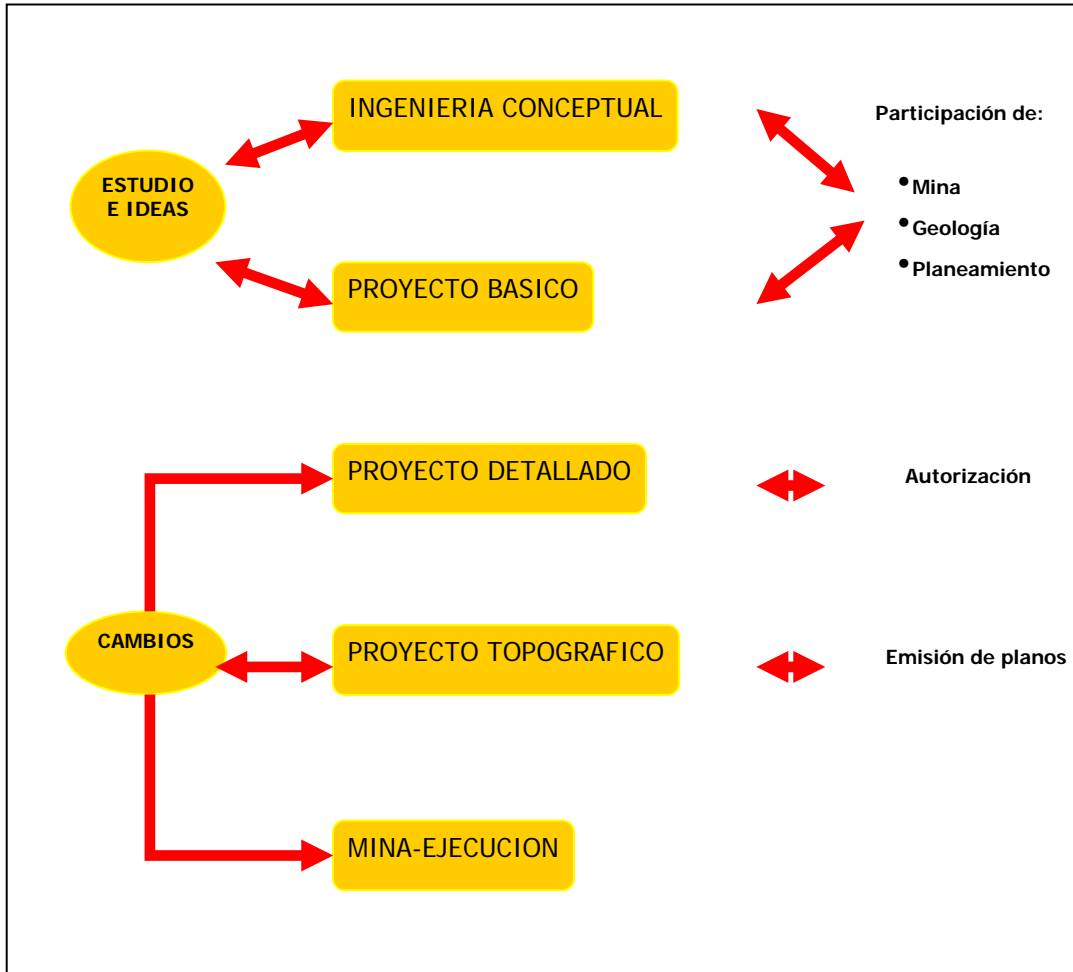 INGENIERIA CONCEPTUAL
Participación de:
ESTUDIO
E IDEAS
•Mina
•Geología
•Planeamiento
PROYECTO BASICO
PROYECTO DETALLADO
Autorización
CAMBIOS
PROYECTO TOPOGRAFICO
Emisión de planos
MINA-EJECUCION